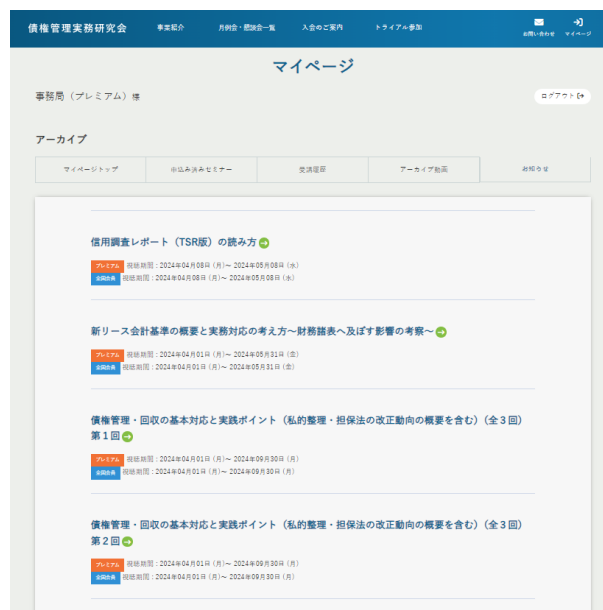 債権管理実務研究会
事業紹介
月例会・懇談会一覧
入会のご案内
トライアル参加
お問い合わせ
マイページ
マイページ
事務局（プレミアム）様
ログアウト
アーカイブ
マイページトップ
申込み済みセミナー
受講履歴
アーカイブ動画
お知らせ
信用調査レポート（TSR版）の読み方
プレミアム 視聴期間：2024年04月08日（月）～ 2024年05月08日（水）
全国会員 視聴期間：2024年04月08日（月）～ 2024年05月08日（水）
新リース会計基準の概要と実務対応の考え方～財務諸表へ及ぼす影響の考察～
プレミアム 視聴期間：2024年04月01日（月）～ 2024年05月31日（金）
全国会員 視聴期間：2024年04月01日（月）～ 2024年05月31日（金）
債権管理・回収の基本対応と実践ポイント（私的整理・担保法の改正動向の概要を含む）（全３回）
第１回
プレミアム 視聴期間：2024年04月01日（月）～ 2024年09月30日（月）
全国会員 視聴期間：2024年04月01日（月）～ 2024年09月30日（月）
債権管理・回収の基本対応と実践ポイント（私的整理・担保法の改正動向の概要を含む）（全３回）
第２回
プレミアム 視聴期間：2024年04月01日（月）～ 2024年09月30日（月）
全国会員 視聴期間：2024年04月01日（月）～ 2024年09月30日（月）